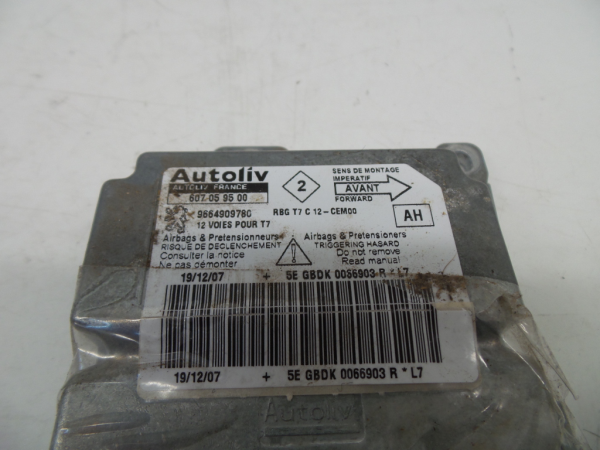 Autoliv
AUTOLIV FRANCE
607 05 95 00
9664909780
12 VOIES POUR T7
2
SENS DE MONTAGE
IMPERATIF
AVANT
FORWARD
RBG T7 C 12-CEM00
AH
Airbags & Pretensionneurs
RISQUE DE DECLENCHEMENT
Consulter la notice
Ne pas démonter
Airbags & Pretensioners
TRIGGERING HASARD
Do not remove
Read manual
19/12/07 + 5E GBDK 0066903 R * L7
19/12/07 + 5E GBDK 0066903 R * L7
Autoliv